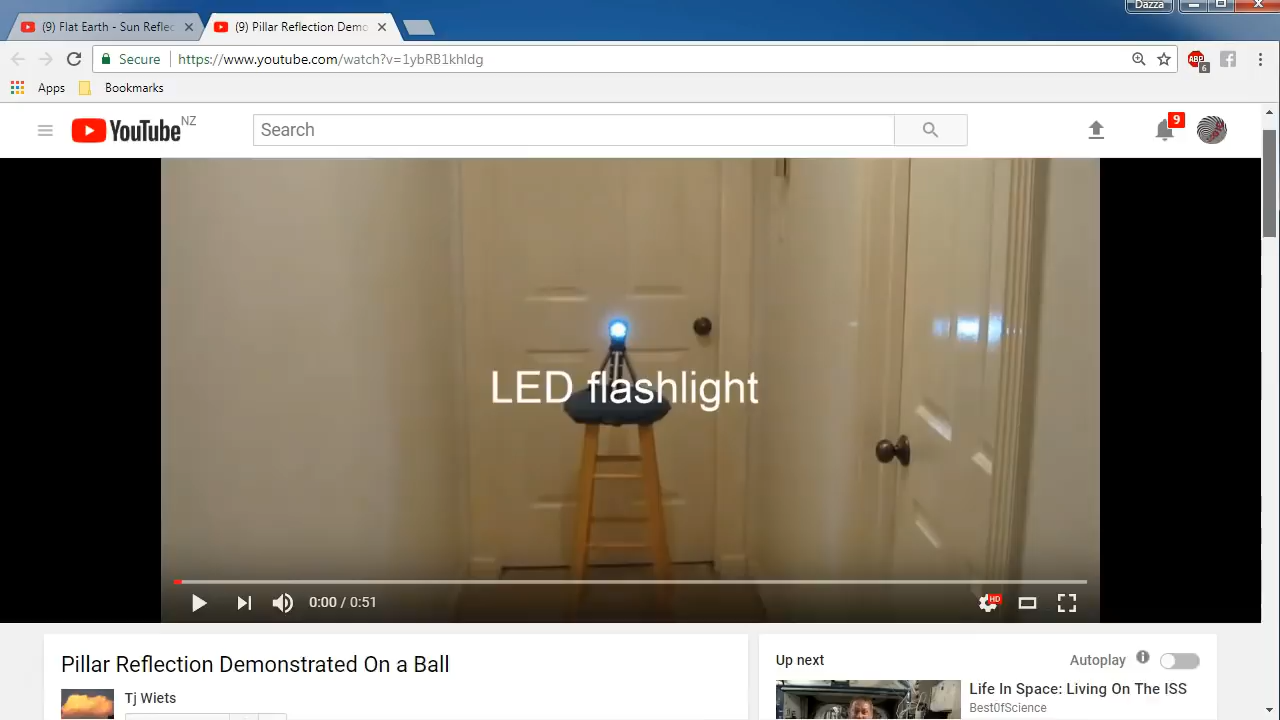 Dazza
(9) Flat Earth - Sun Reflec
(9) Pillar Reflection Demo
Secure
https://www.youtube.com/watch?v=1ybRB1khldg
ABP
6
Apps
Bookmarks
YouTube NZ
Search
9
LED flashlight
0:00 / 0:51
HD
Pillar Reflection Demonstrated On a Ball
Tj Wiets
Up next
Autoplay
Life In Space: Living On The ISS
Best0fScience